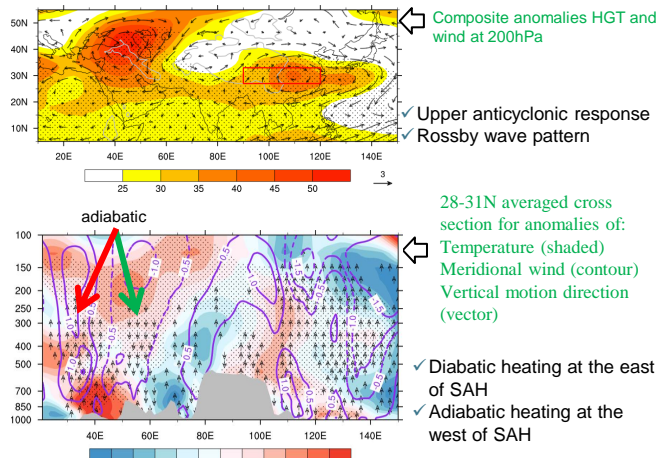 55N
50N
40N
30N
20N
10N
20E
40E
60E
80E
100E
120E
140E
25
30
35
40
45
50
3
Composite anomalies HGT and
wind at 200hPa
✓ Upper anticyclonic response
✓ Rossby wave pattern
adiabatic
100
150
200
250
300
400
500
700
850
1000
40E
60E
80E
100E
120E
140E
28-31N averaged cross
section for anomalies of:
Temperature (shaded)
Meridional wind (contour)
Vertical motion direction
(vector)
✓ Diabatic heating at the east
of SAH
✓ Adiabatic heating at the
west of SAH